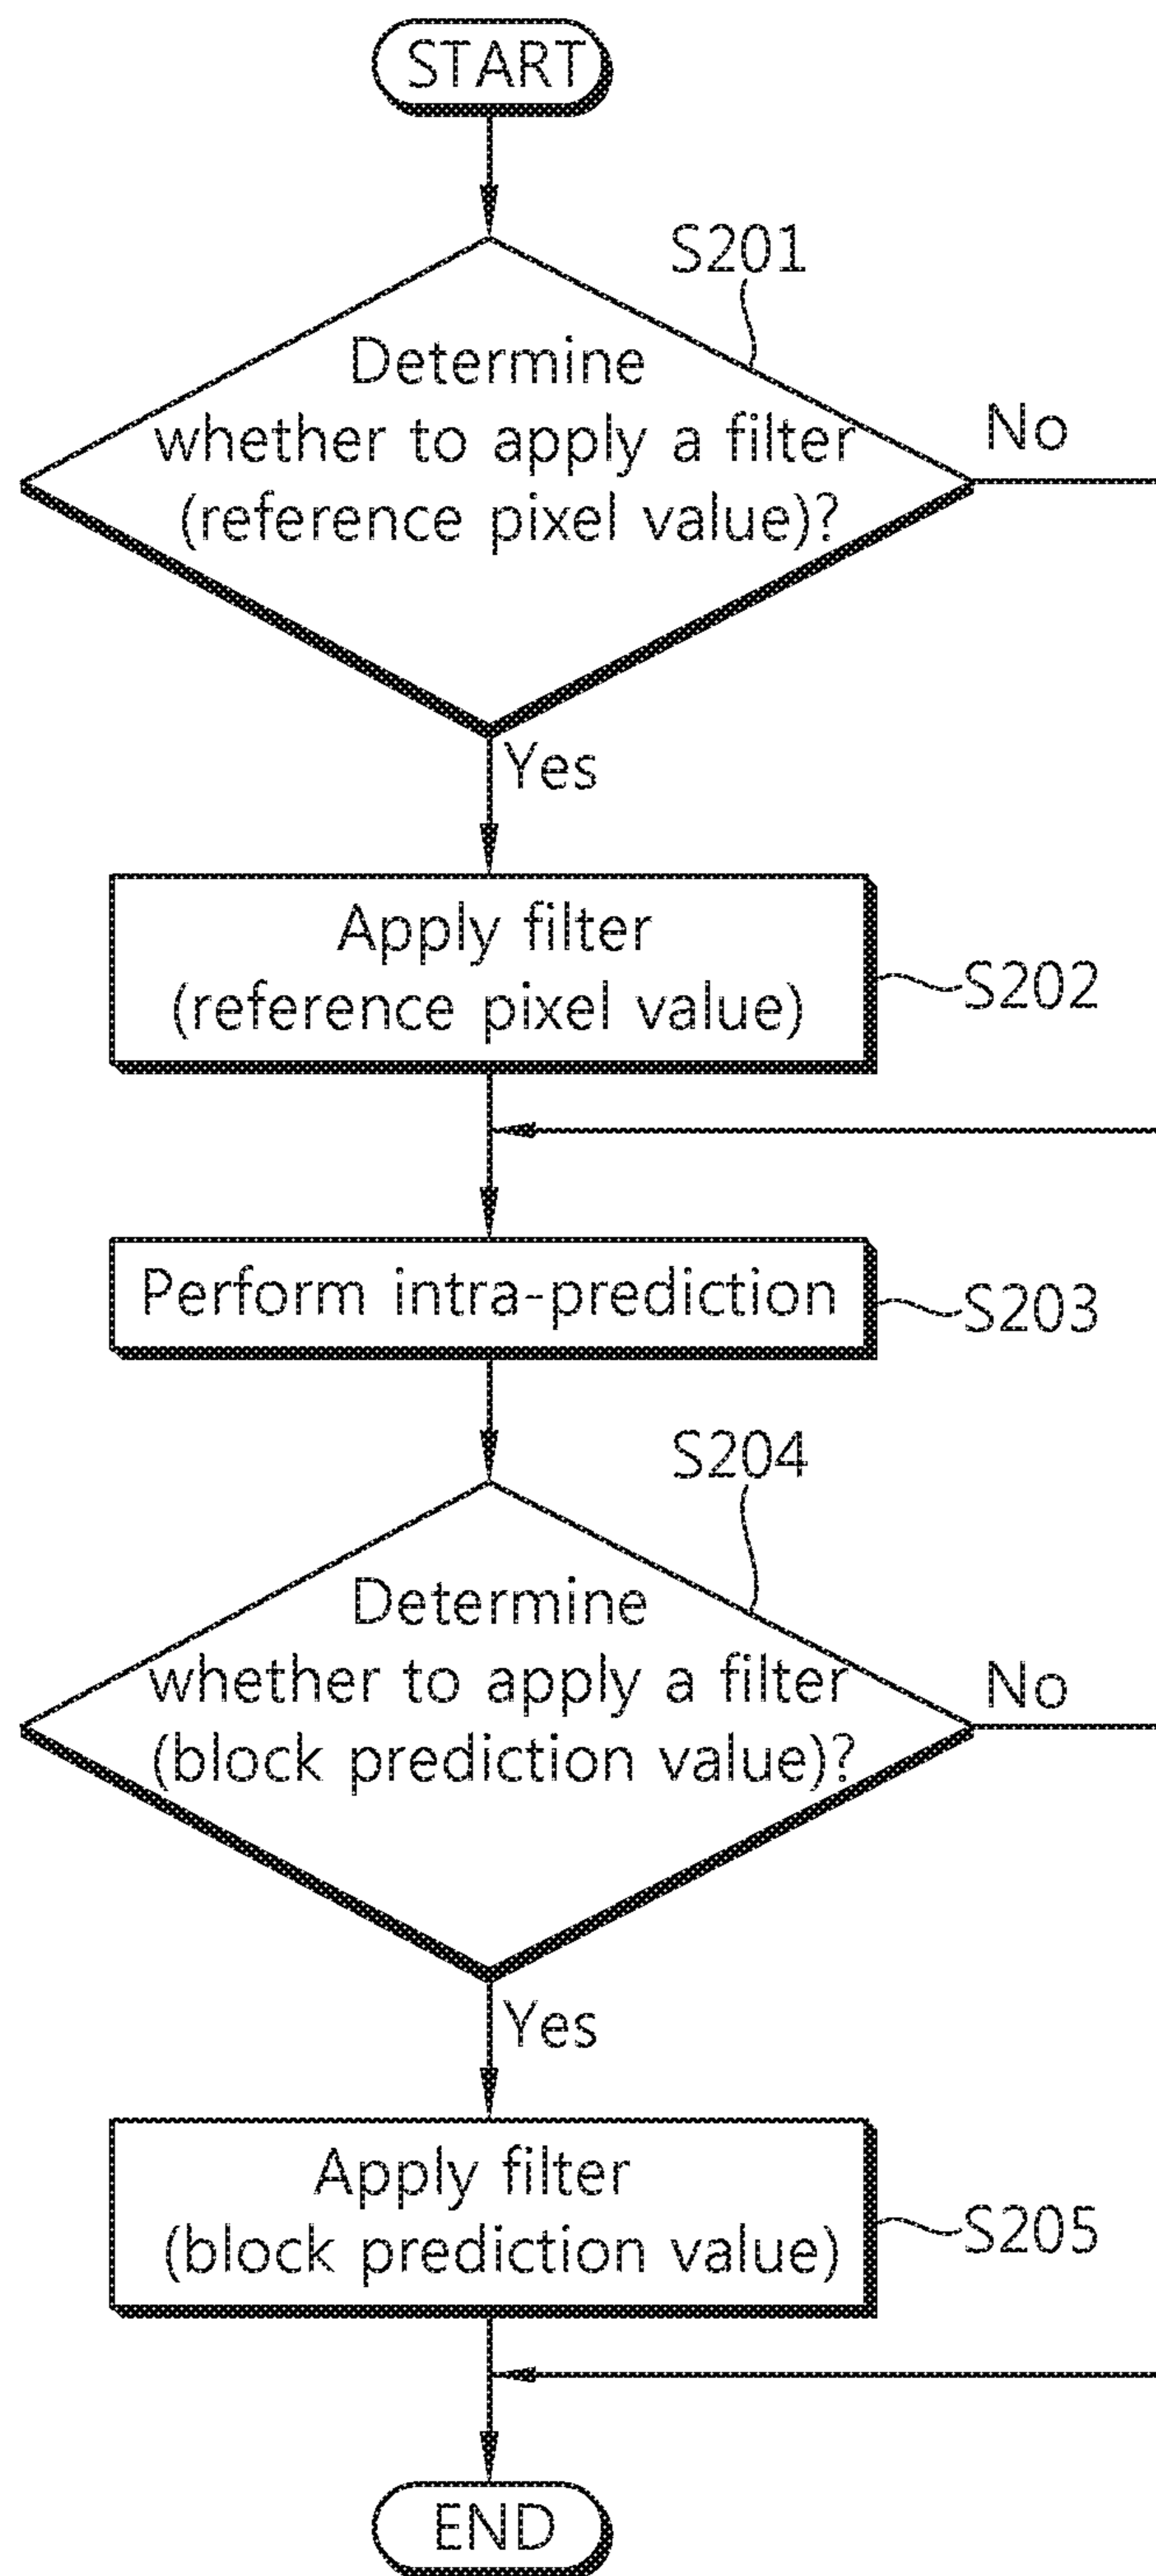 START
S201
Determine
whether to apply a filter
(reference pixel value)?
No
Yes
Apply filter
(reference pixel value)
S202
Perform intra-prediction
S203
S204
Determine
whether to apply a filter
(block prediction value)?
No
Yes
Apply filter
(block prediction value)
S205
END